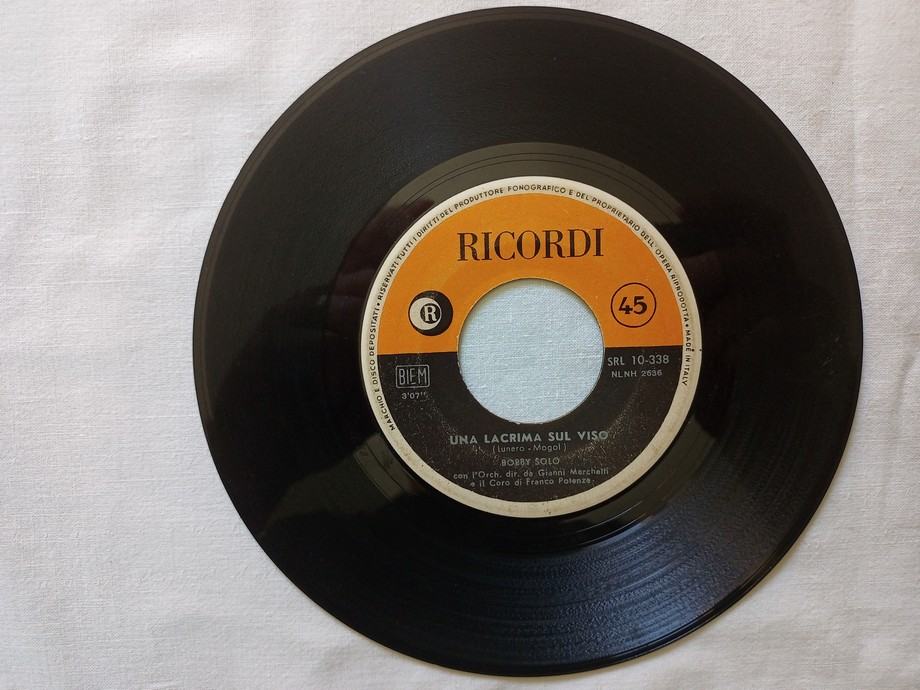 MARCHIO E DISCO DEPOSITATI • RISERVATI TUTTI I DIRITTI DEL PRODUTTORE FONOGRAFICO E DEL PROPRIETARIO DELL'OPERA RIPRODOTTA • MADE IN ITALY
RICORDI
R
45
BIEM
3'07"
SRL 10-338
NLNH 2636
UNA LACRIMA SUL VISO
(Lunero - Mogol)
BOBBY SOLO
con l'Orch. dir. da Gianni Marchetti
e il Coro di Franco Potenza